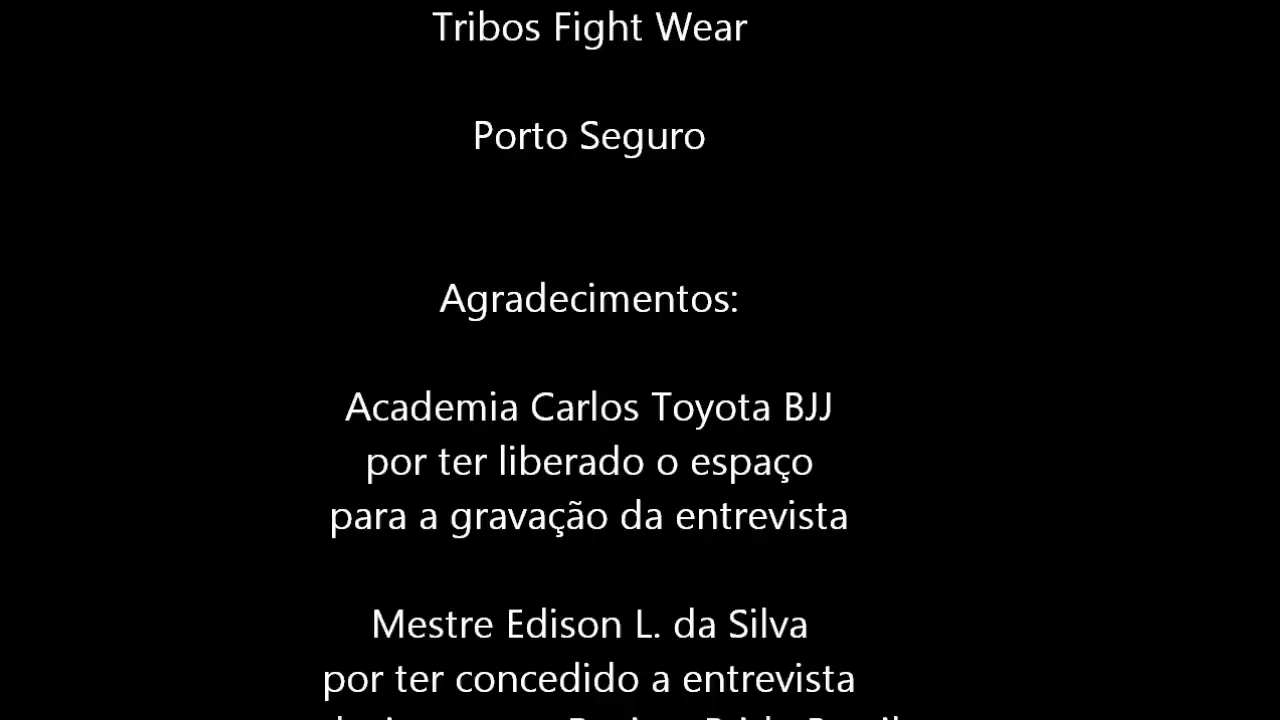 Tribos Fight Wear
Porto Seguro
Agradecimentos:
Academia Carlos Toyota BJJ
por ter liberado o espaço
para a gravação da entrevista
Mestre Edison L. da Silva
por ter concedido a entrevista